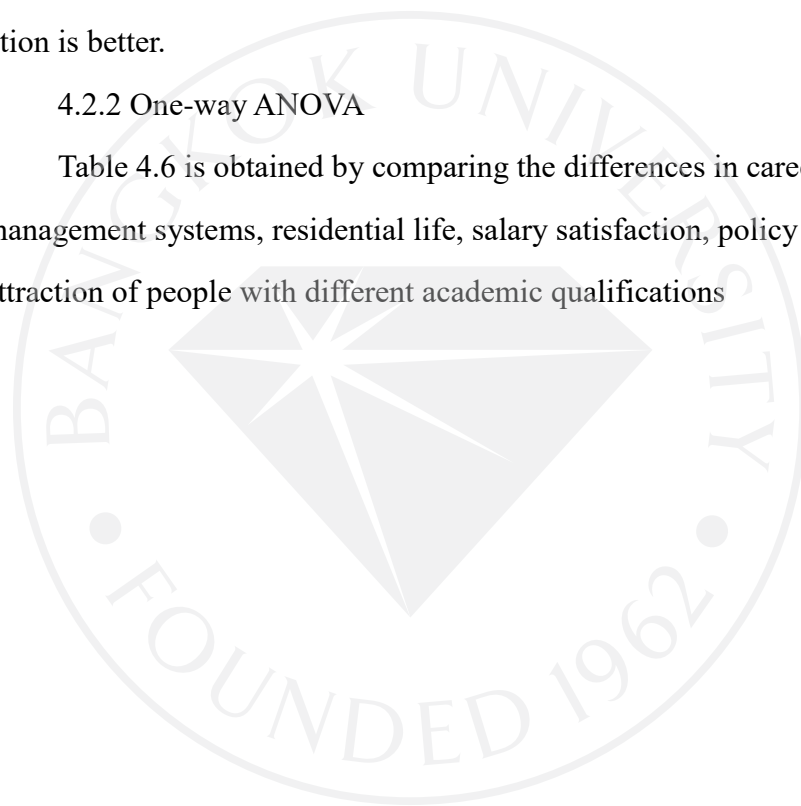 tion is better.
4.2.2 One-way ANOVA
Table 4.6 is obtained by comparing the differences in care
management systems, residential life, salary satisfaction, policy
ttraction of people with different academic qualifications
BANGKOK UNIVERSITY
• FOUNDED 1962 •